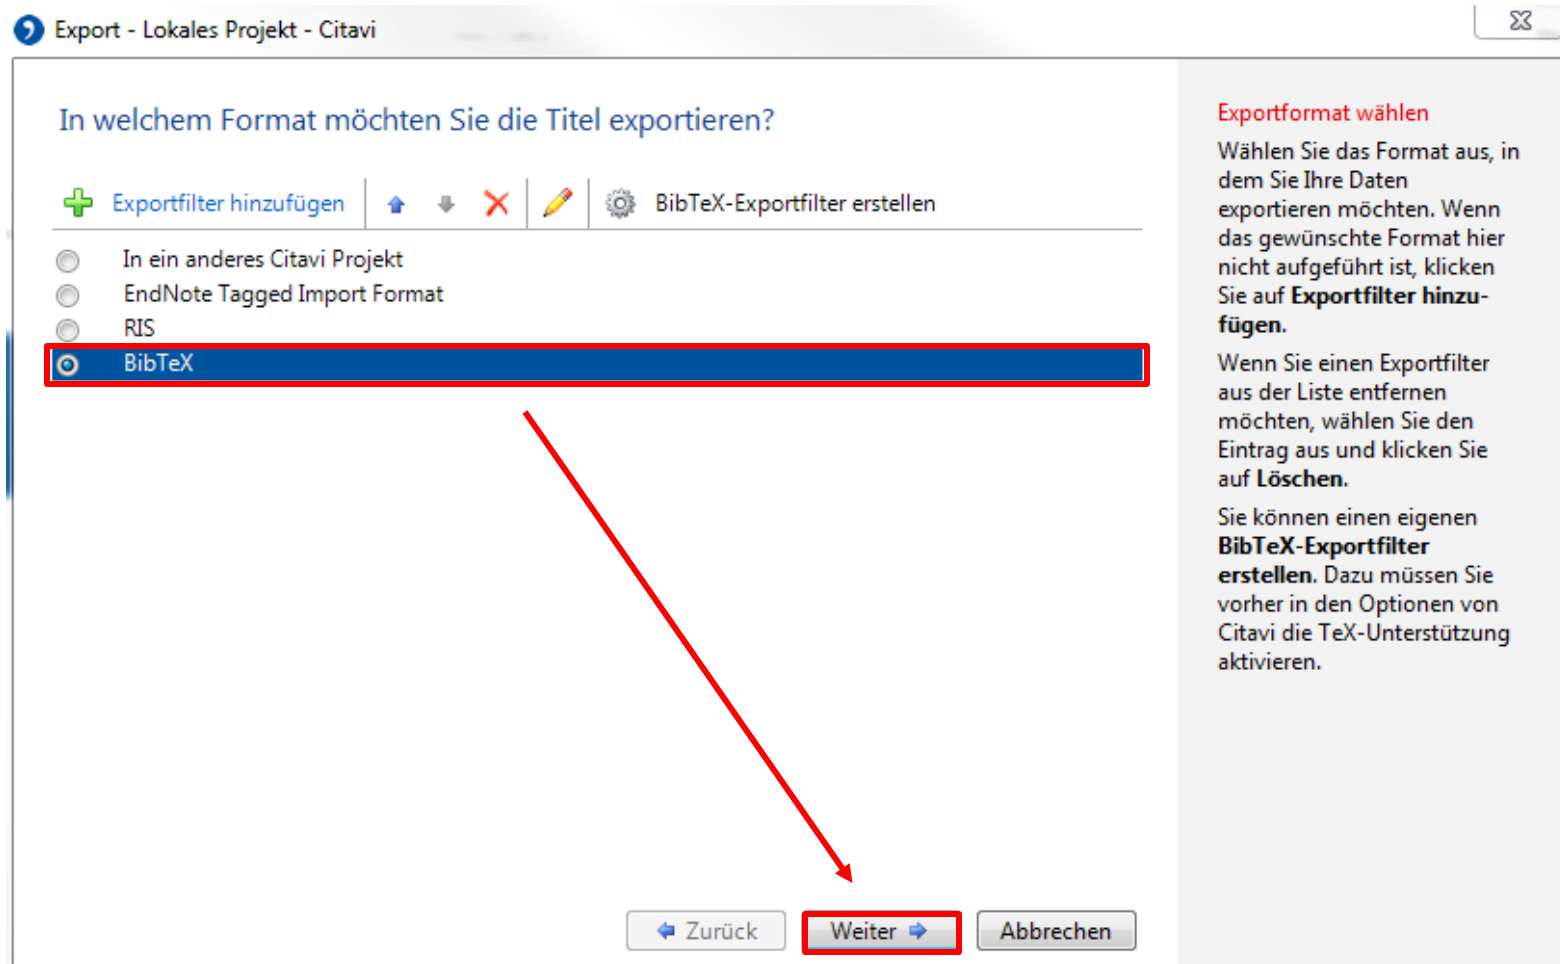 Export - Lokales Projekt - Citavi
In welchem Format möchten Sie die Titel exportieren?
Exportfilter hinzufügen
BibTeX-Exportfilter erstellen
In ein anderes Citavi Projekt
EndNote Tagged Import Format
RIS
BibTeX
Zurück
Weiter
Abbrechen
Exportformat wählen
Wählen Sie das Format aus, in
dem Sie Ihre Daten
exportieren möchten. Wenn
das gewünschte Format hier
nicht aufgeführt ist, klicken
Sie auf Exportfilter hinzu-
fügen.
Wenn Sie einen Exportfilter
aus der Liste entfernen
möchten, wählen Sie den
Eintrag aus und klicken Sie
auf Löschen.
Sie können einen eigenen
BibTeX-Exportfilter
erstellen. Dazu müssen Sie
vorher in den Optionen von
Citavi die TeX-Unterstützung
aktivieren.